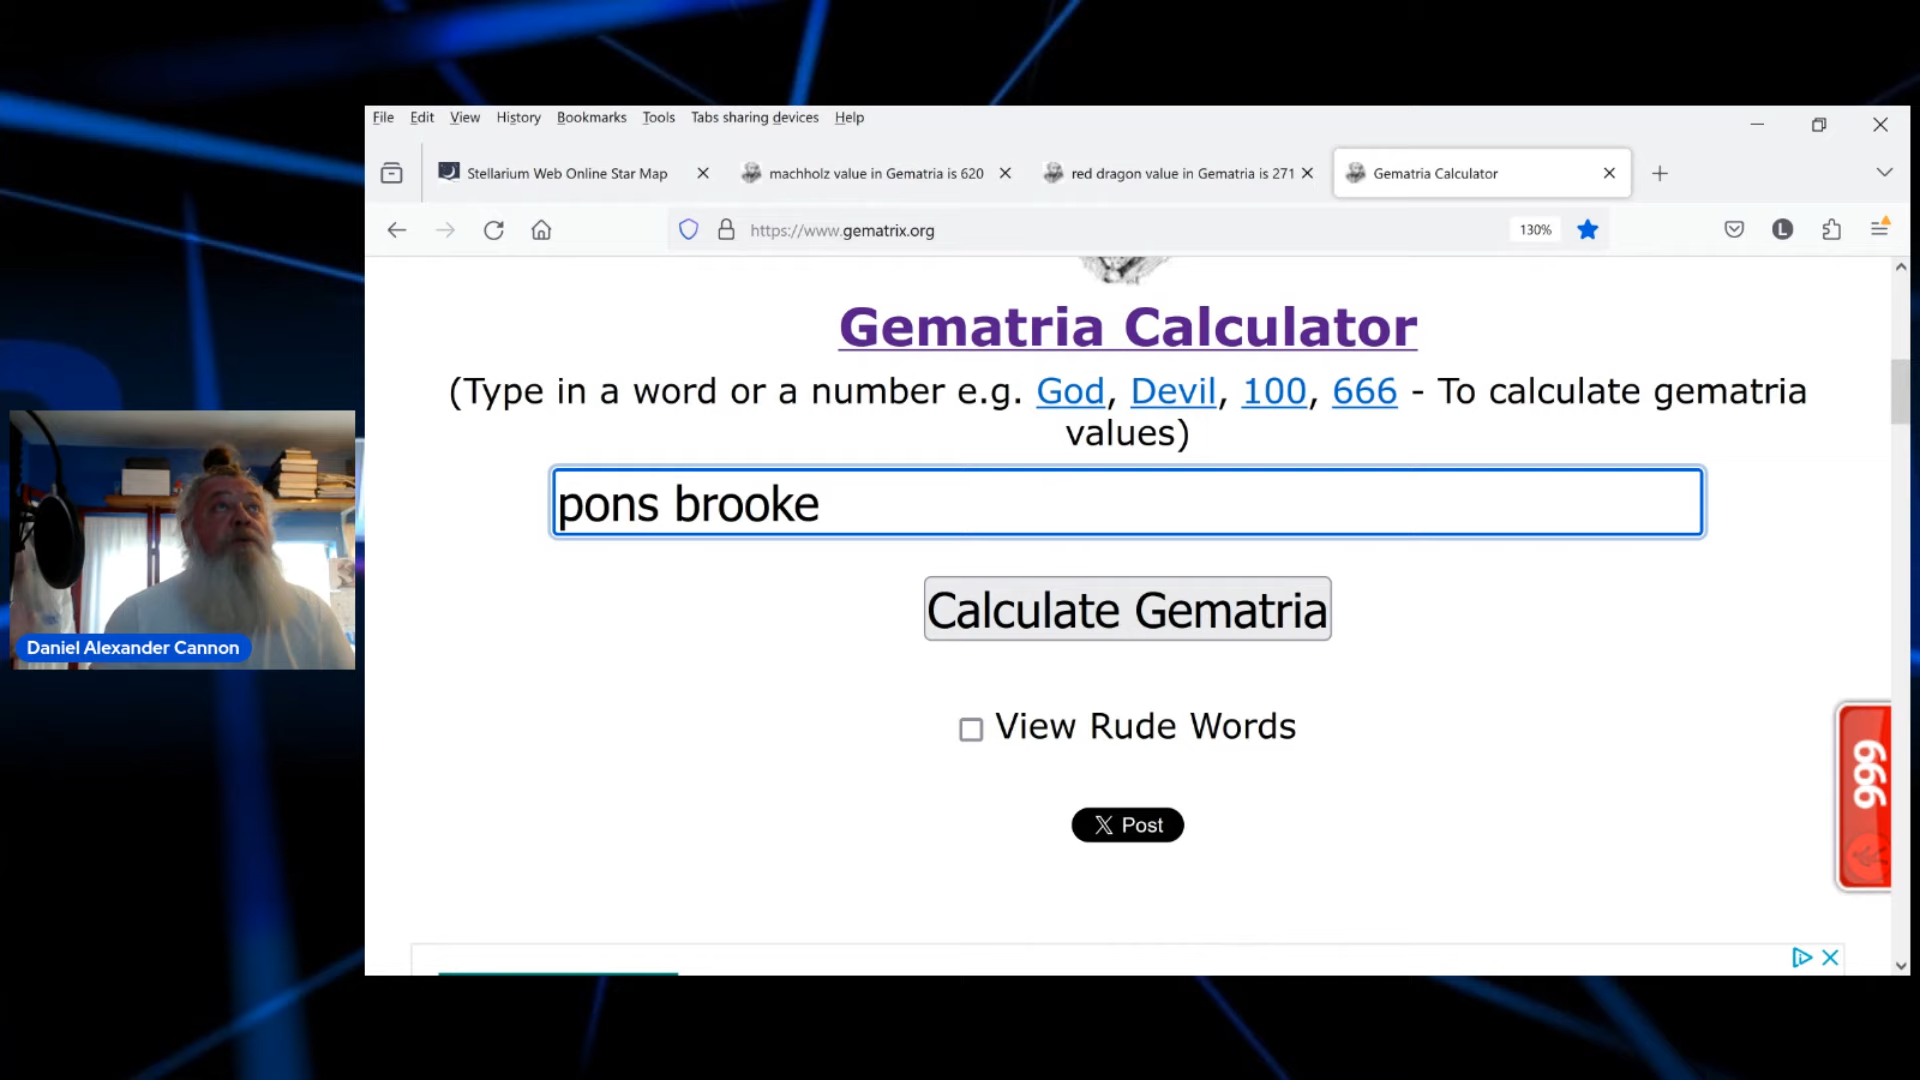 File Edit View History Bookmarks Tools Tabs sharing devices Help
Stellarium Web Online Star Map
machholz value in Gematria is 620
red dragon value in Gematria is 271
Gematria Calculator
https://www.gematrix.org
130%
L
Gematria Calculator
(Type in a word or a number e.g. God, Devil, 100, 666 - To calculate gematria
values)
pons brooke
Calculate Gematria
View Rude Words
X Post
666
Daniel Alexander Cannon